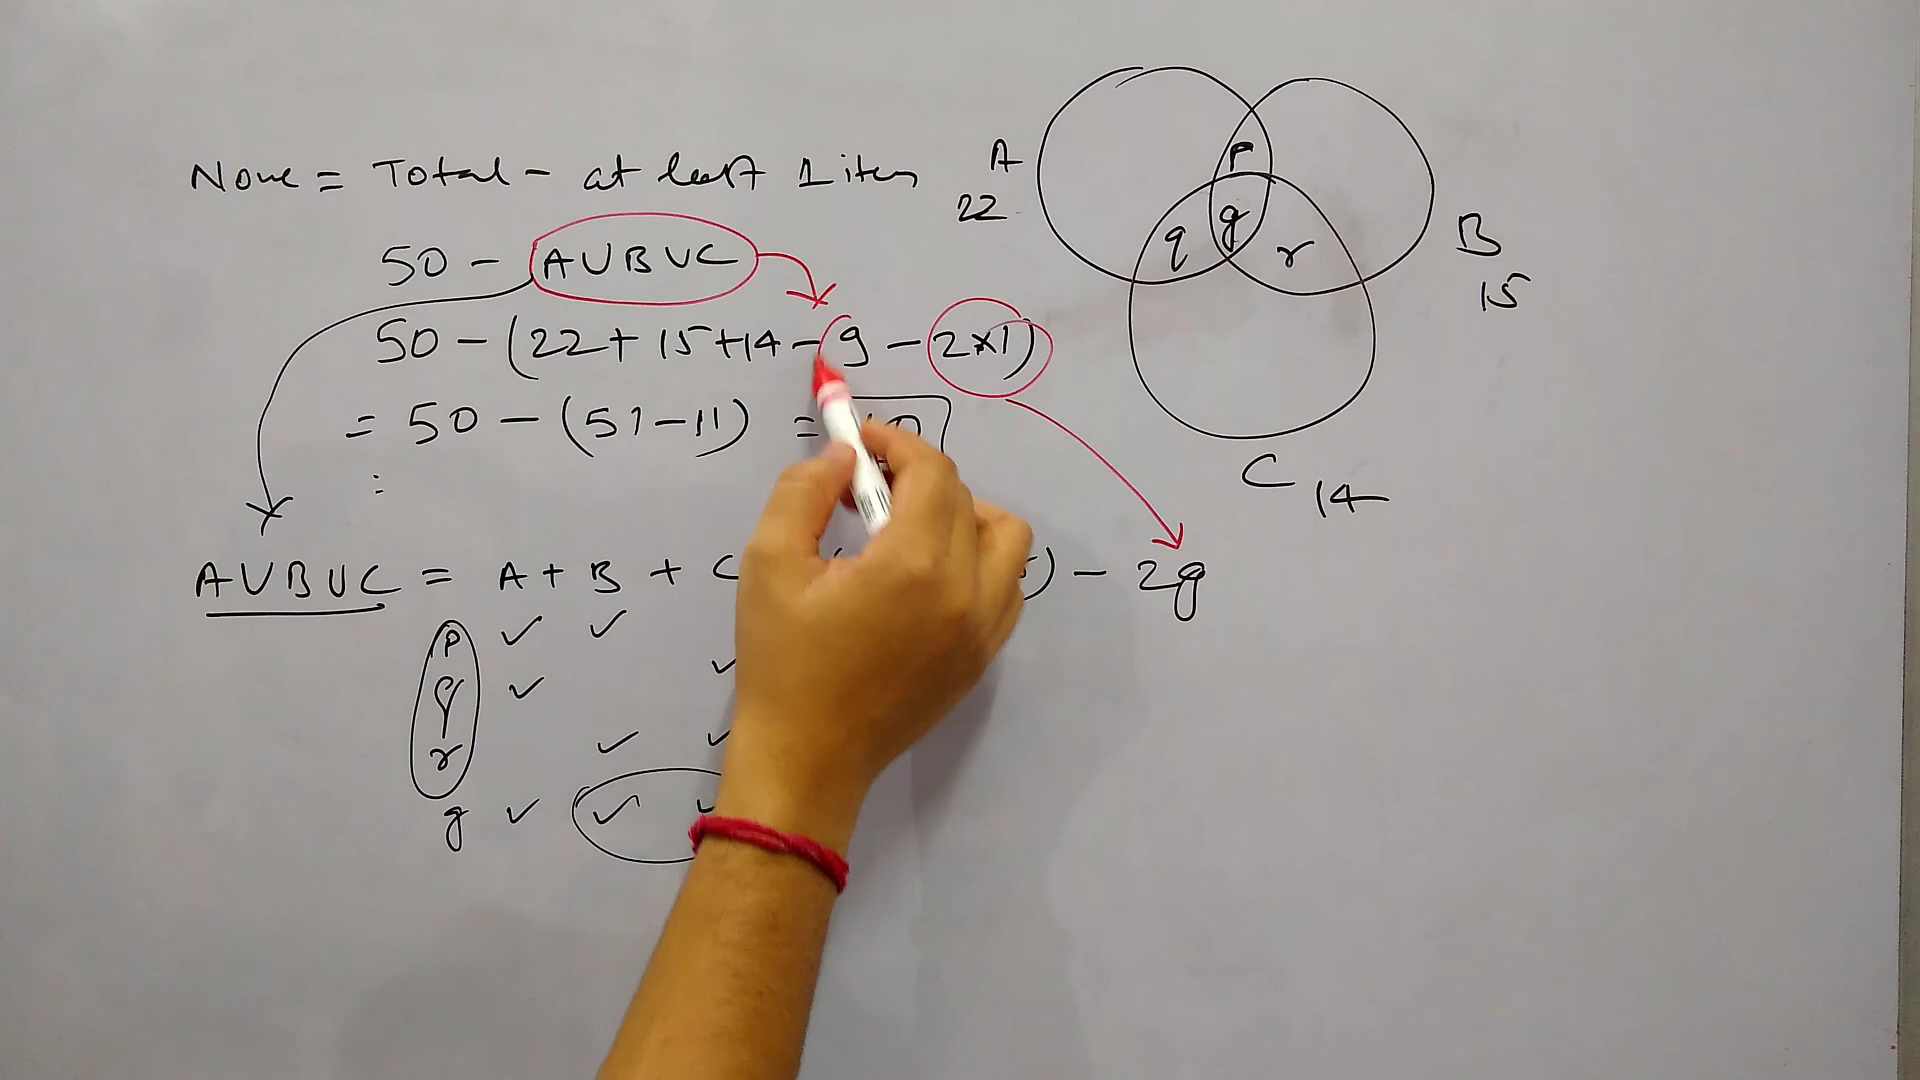 None = Total - at least 1 item
50 - AUBUC
50 - (22 + 15 + 14 - 9 - 2×1)
= 50 - (51 - 11) =
:
AUBUC = A + B + C ) - 2g
p ✓ ✓
✓
q ✓
r ✓ ✓
g ✓ ✓ ✓
A
22
p
g
q
r
B
15
C 14